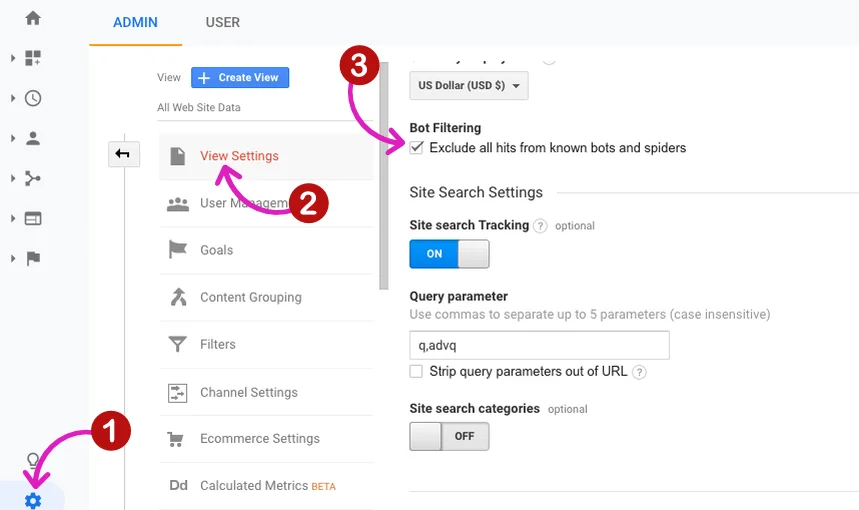 ADMIN USER
View + Create View
All Web Site Data
View Settings
User Managem
Goals
Content Grouping
Filters
Channel Settings
Ecommerce Settings
Dd Calculated Metrics BETA
1
2
3
US Dollar (USD $)
Bot Filtering
Exclude all hits from known bots and spiders
Site Search Settings
Site search Tracking ? optional
ON
Query parameter
Use commas to separate up to 5 parameters (case insensitive)
q,advq
Strip query parameters out of URL ?
Site search categories optional
OFF